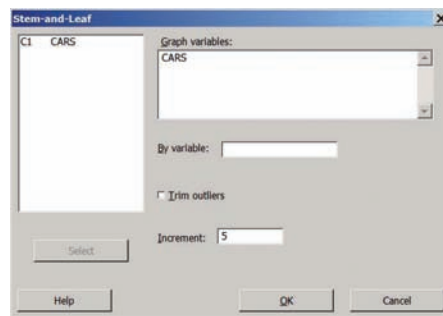 Stem-and-Leaf
C1 CARS
Graph variables:
CARS
By variable:
Trim outliers
Increment: 5
Select
Help
OK
Cancel